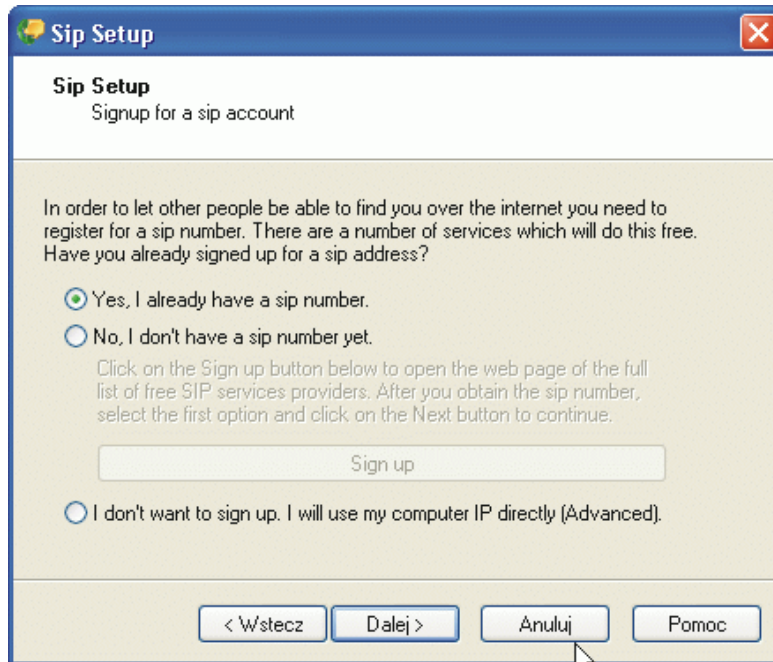 Sip Setup
Sip Setup
Signup for a sip account
In order to let other people be able to find you over the internet you need to
register for a sip number. There are a number of services which will do this free.
Have you already signed up for a sip address?
Yes, I already have a sip number.
No, I don't have a sip number yet.
Click on the Sign up button below to open the web page of the full
list of free SIP services providers. After you obtain the sip number,
select the first option and click on the Next button to continue.
Sign up
I don't want to sign up. I will use my computer IP directly (Advanced).
< Wstecz Dalej > Anuluj Pomoc